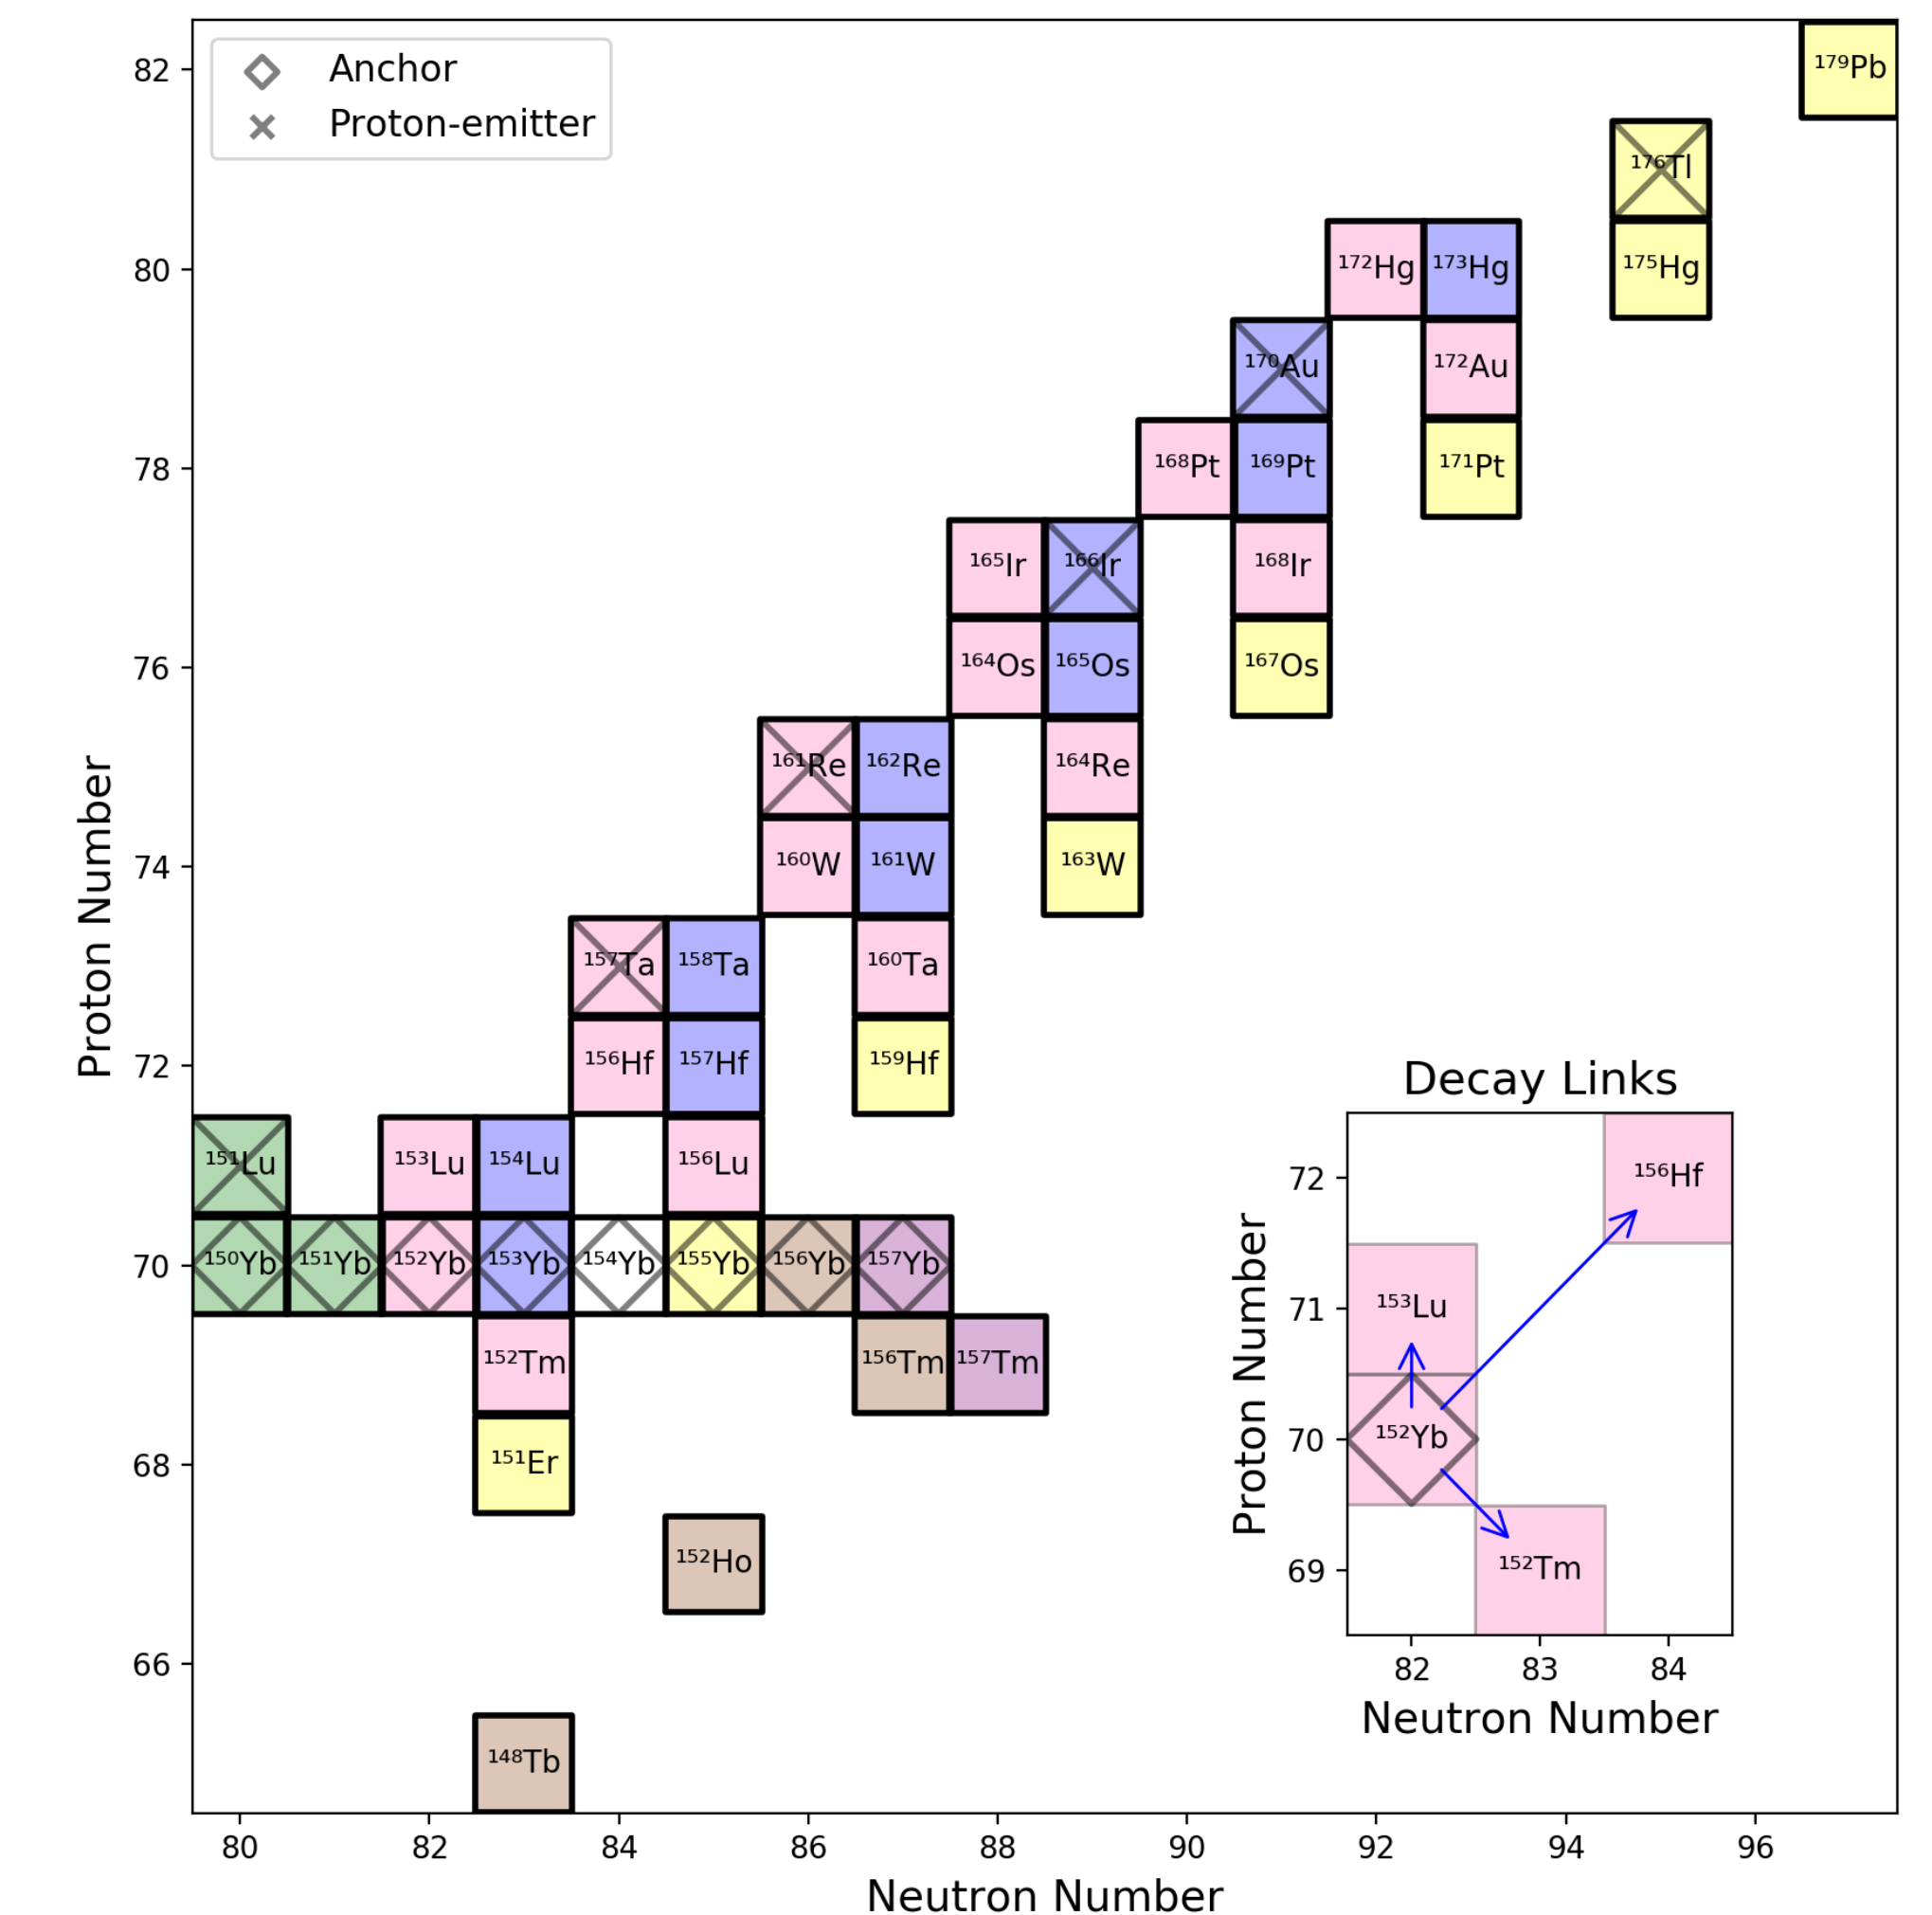 Anchor
Proton-emitter
82
80
78
76
74
72
70
68
66
Proton Number
¹⁷⁹Pb
¹⁷⁶Tl
¹⁷²Hg ¹⁷³Hg ¹⁷⁵Hg
¹⁷⁰Au ¹⁷²Au
¹⁶⁸Pt ¹⁶⁹Pt ¹⁷¹Pt
¹⁶⁵Ir ¹⁶⁶Ir ¹⁶⁸Ir
¹⁶⁴Os ¹⁶⁵Os ¹⁶⁷Os
¹⁶¹Re ¹⁶²Re ¹⁶⁴Re
¹⁶⁰W ¹⁶¹W ¹⁶³W
¹⁵⁷Ta ¹⁵⁸Ta ¹⁶⁰Ta
¹⁵⁶Hf ¹⁵⁷Hf ¹⁵⁹Hf
¹⁵¹Lu ¹⁵³Lu ¹⁵⁴Lu ¹⁵⁶Lu
¹⁵⁰Yb ¹⁵¹Yb ¹⁵²Yb ¹⁵³Yb ¹⁵⁴Yb ¹⁵⁵Yb ¹⁵⁶Yb ¹⁵⁷Yb
¹⁵²Tm ¹⁵⁶Tm ¹⁵⁷Tm
¹⁵¹Er
¹⁵²Ho
¹⁴⁸Tb
80 82 84 86 88 90 92 94 96
Neutron Number
Decay Links
72
71
70
69
Proton Number
¹⁵⁶Hf
¹⁵³Lu
¹⁵²Yb
¹⁵²Tm
82 83 84
Neutron Number